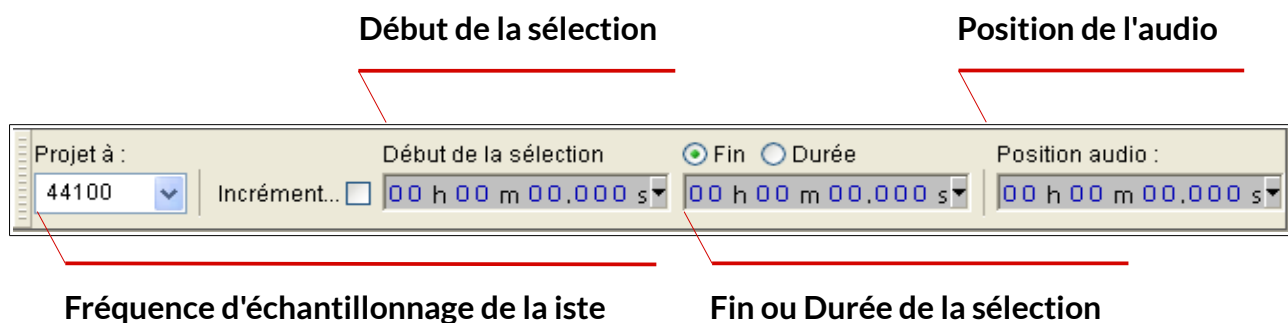 Début de la sélection Position de l'audio
Projet à : Début de la sélection Fin Durée Position audio :
44100 Incrément... 00 h 00 m 00.000 s 00 h 00 m 00.000 s 00 h 00 m 00.000 s
Fréquence d'échantillonnage de la iste Fin ou Durée de la sélection